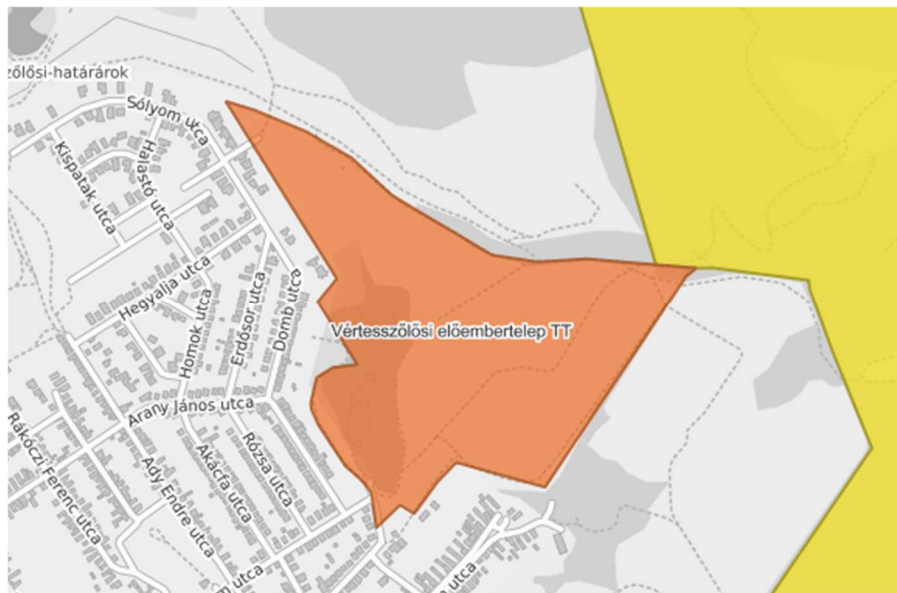 zőlősi-határárok
Sólyom utca
Kispatak utca
Halastó utca
Hegyalja utca
Homok utca
Erdősor utca
Domb utca
Vértesszőlősi előembertelep TT
Arany János utca
Rákóczi Ferenc utca
Ady Endre utca
Akácfa utca
Rózsa utca
utca
utca